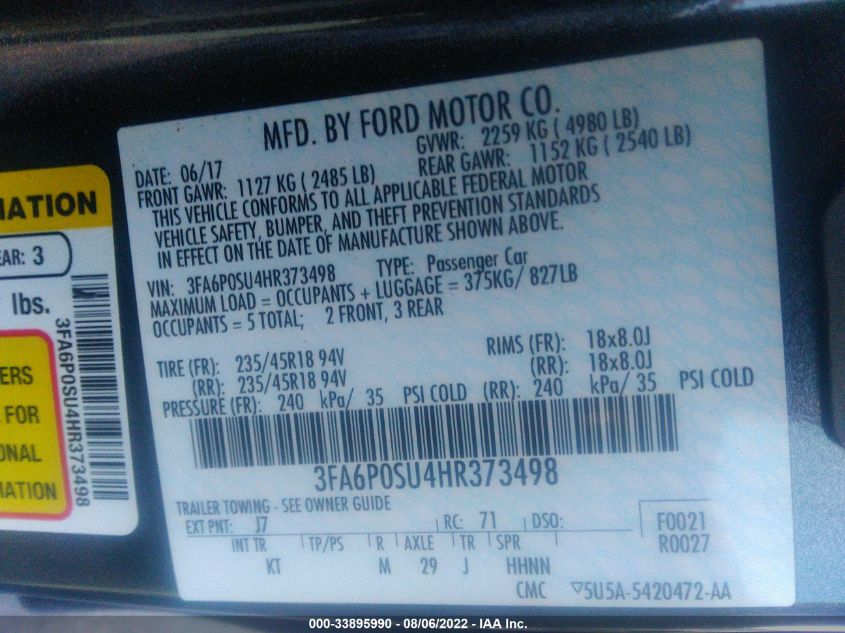 MFD. BY FORD MOTOR CO.
DATE: 06/17
GVWR: 2259 KG ( 4980 LB)
FRONT GAWR: 1127 KG ( 2485 LB)
REAR GAWR: 1152 KG ( 2540 LB)
THIS VEHICLE CONFORMS TO ALL APPLICABLE FEDERAL MOTOR
VEHICLE SAFETY, BUMPER, AND THEFT PREVENTION STANDARDS
IN EFFECT ON THE DATE OF MANUFACTURE SHOWN ABOVE.
VIN: 3FA6P0SU4HR373498 TYPE: Passenger Car
MAXIMUM LOAD = OCCUPANTS + LUGGAGE = 375KG/ 827LB
OCCUPANTS = 5 TOTAL; 2 FRONT, 3 REAR
TIRE (FR): 235/45R18 94V RIMS (FR): 18x8.0J
(RR): 235/45R18 94V (RR): 18x8.0J
PRESSURE (FR): 240 kPa/ 35 PSI COLD (RR): 240 kPa/ 35 PSI COLD
3FA6P0SU4HR373498
TRAILER TOWING - SEE OWNER GUIDE
EXT PNT: J7 RC: 71 DSO: F0021
R0027
INT TR TP/PS R AXLE TR SPR
KT M 29 J HHNN
CMC ▽5U5A-5420472-AA
MATION
EAR: 3
lbs.
3FA6P0SU4HR373498
ERS
FOR
ONAL
MATION
000-33895990 - 08/06/2022 - IAA Inc.